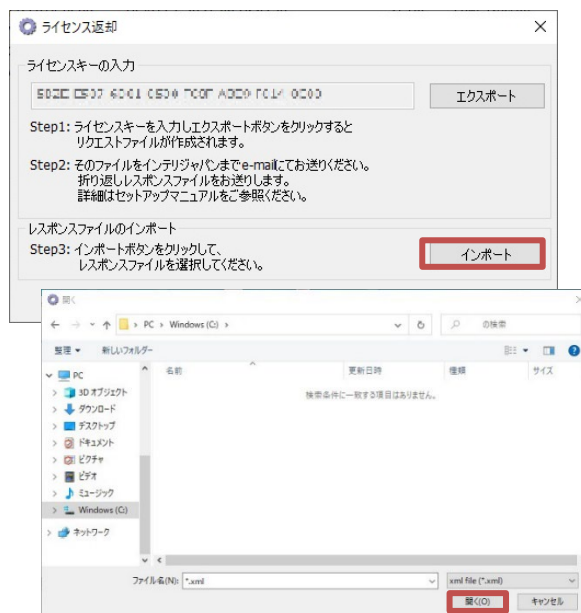 ライセンス返却
ライセンスキーの入力
エクスポート
Step1: ライセンスキーを入力しエクスポートボタンをクリックすると
リクエストファイルが作成されます。
Step2: そのファイルをインテリジャパンまでe-mailにてお送りください。
折り返しレスポンスファイルをお送りします。
詳細はセットアップマニュアルをご参照ください。
レスポンスファイルのインポート
Step3: インポートボタンをクリックして、
レスポンスファイルを選択してください。
インポート
開く
PC > Windows (C:) >
の検索
整理 新しいフォルダー
名前 更新日時 種類 サイズ
検索条件に一致する項目はありません。
PC
3D オブジェクト
ダウンロード
デスクトップ
ドキュメント
ピクチャ
ビデオ
ミュージック
Windows (C:)
ネットワーク
ファイル名(N): *.xml
xml file (*.xml)
開く(O)
キャンセル